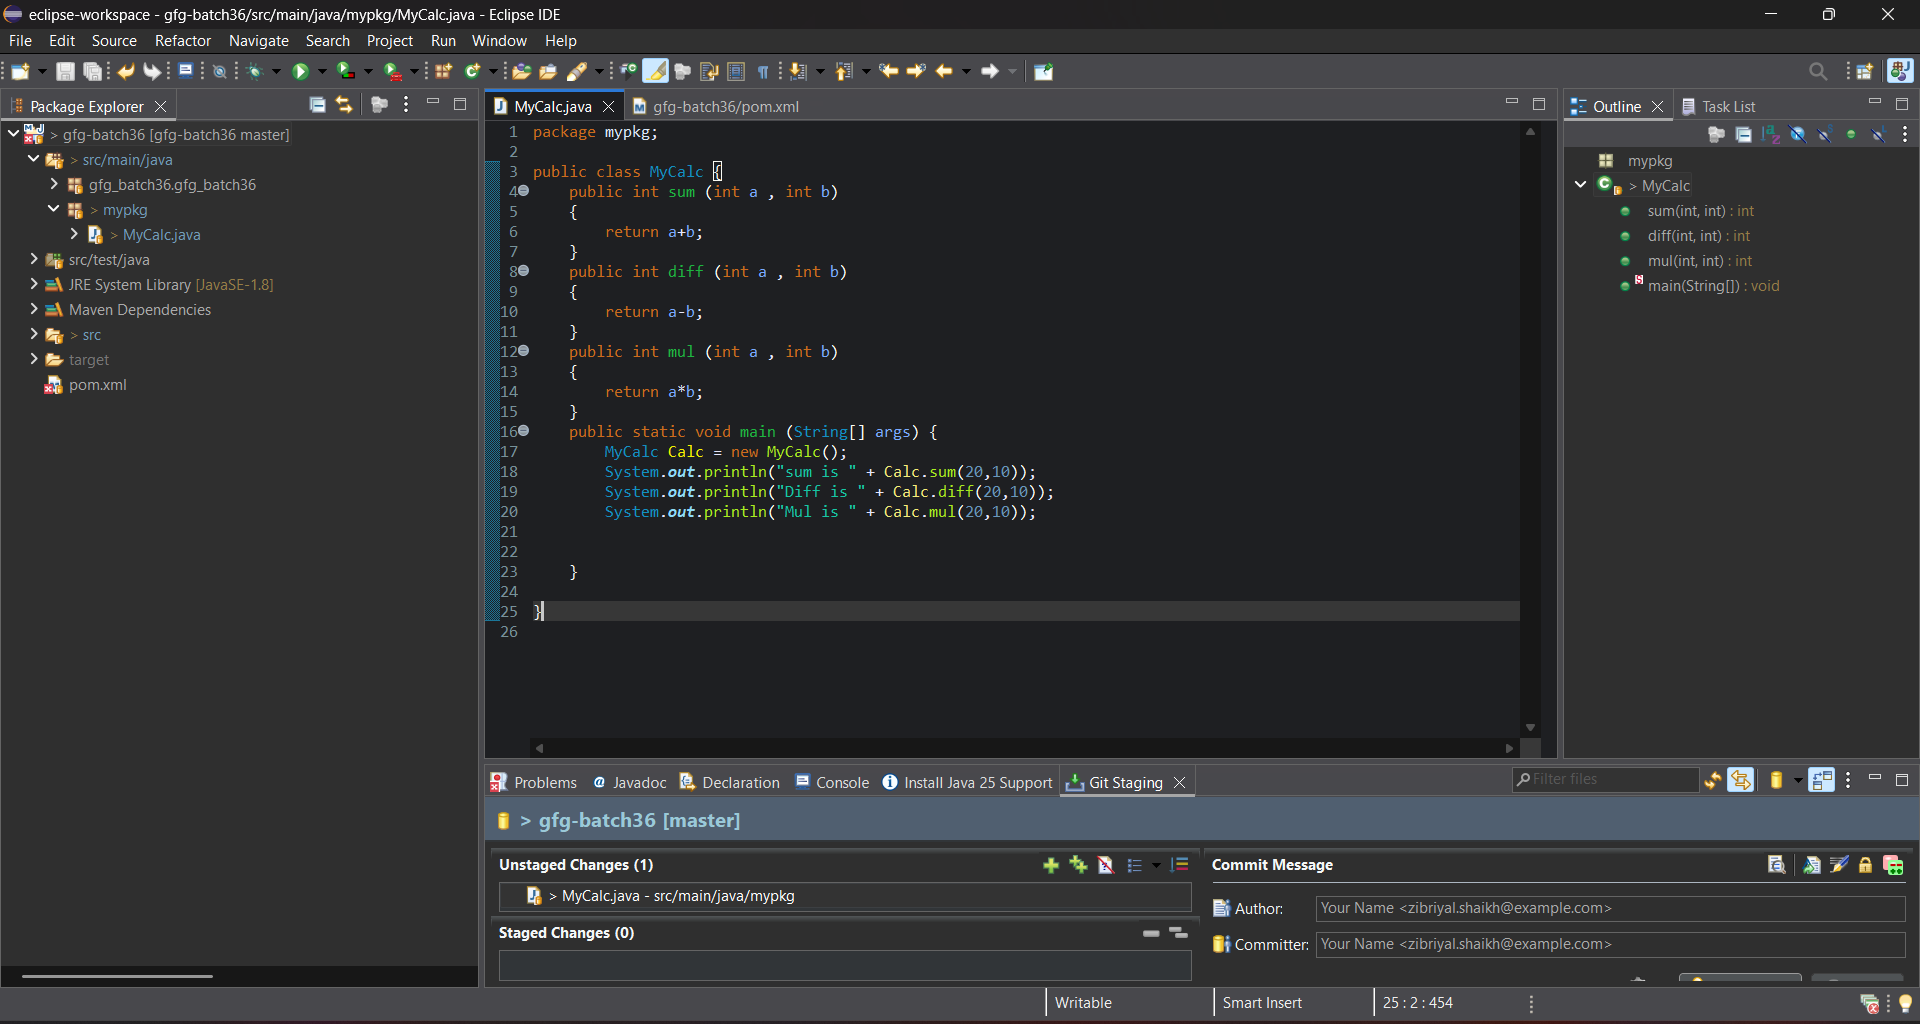 eclipse-workspace - gfg-batch36/src/main/java/mypkg/MyCalc.java - Eclipse IDE
File Edit Source Refactor Navigate Search Project Run Window Help
Package Explorer
> gfg-batch36 [gfg-batch36 master]
> src/main/java
gfg_batch36.gfg_batch36
> mypkg
> MyCalc.java
src/test/java
JRE System Library [JavaSE-1.8]
Maven Dependencies
> src
target
pom.xml
MyCalc.java gfg-batch36/pom.xml
1 package mypkg;
2
3 public class MyCalc {
4 public int sum (int a , int b)
5 {
6 return a+b;
7 }
8 public int diff (int a , int b)
9 {
10 return a-b;
11 }
12 public int mul (int a , int b)
13 {
14 return a*b;
15 }
16 public static void main (String[] args) {
17 MyCalc Calc = new MyCalc();
18 System.out.println("sum is " + Calc.sum(20,10));
19 System.out.println("Diff is " + Calc.diff(20,10));
20 System.out.println("Mul is " + Calc.mul(20,10));
21
22
23 }
24
25 }
26
Outline Task List
mypkg
> MyCalc
sum(int, int) : int
diff(int, int) : int
mul(int, int) : int
main(String[]) : void
Problems Javadoc Declaration Console Install Java 25 Support Git Staging
Filter files
> gfg-batch36 [master]
Unstaged Changes (1)
> MyCalc.java - src/main/java/mypkg
Staged Changes (0)
Commit Message
Author: Your Name <zibriyal.shaikh@example.com>
Committer: Your Name <zibriyal.shaikh@example.com>
Writable Smart Insert 25 : 2 : 454